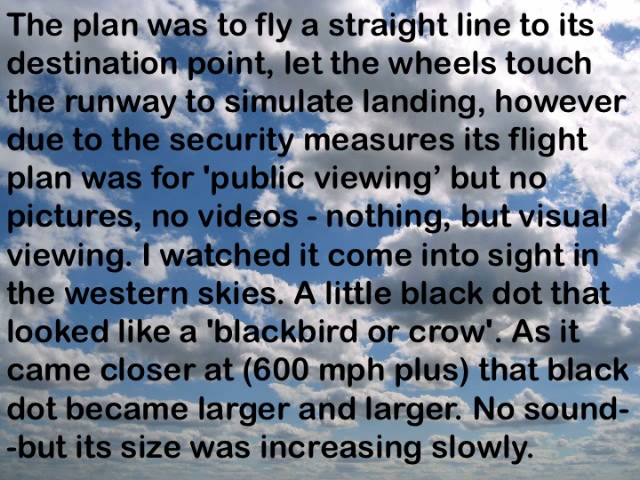 The plan was to fly a straight line to its
destination point, let the wheels touch
the runway to simulate landing, however
due to the security measures its flight
plan was for 'public viewing’ but no
pictures, no videos - nothing, but visual
viewing. I watched it come into sight in
the western skies. A little black dot that
looked like a 'blackbird or crow'. As it
came closer at (600 mph plus) that black
dot became larger and larger. No sound-
-but its size was increasing slowly.